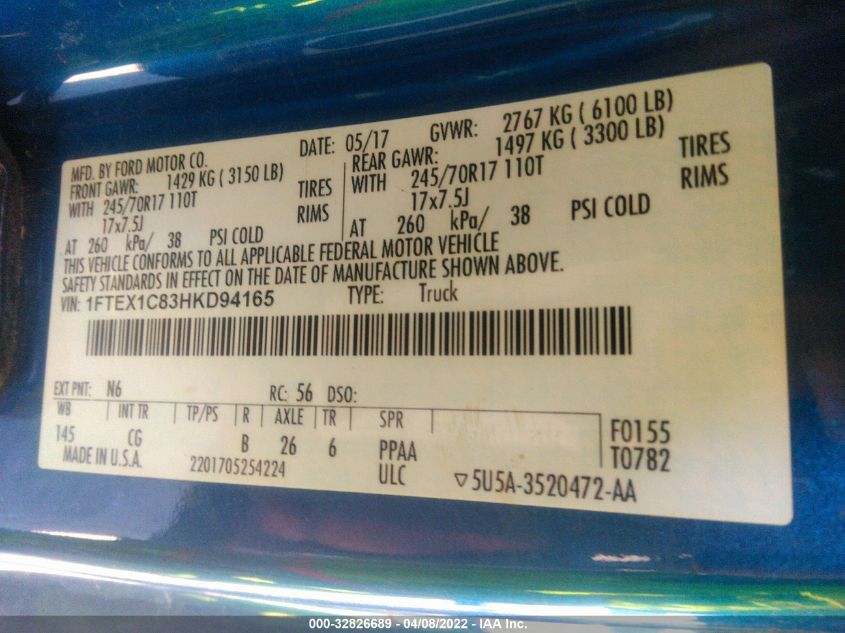 MFD. BY FORD MOTOR CO. DATE: 05/17 GVWR: 2767 KG ( 6100 LB)
FRONT GAWR: 1429 KG ( 3150 LB) REAR GAWR: 1497 KG ( 3300 LB)
WITH 245/70R17 110T TIRES WITH 245/70R17 110T TIRES
17x7.5J RIMS 17x7.5J RIMS
AT 260 kPa/ 38 PSI COLD AT 260 kPa/ 38 PSI COLD
THIS VEHICLE CONFORMS TO ALL APPLICABLE FEDERAL MOTOR VEHICLE
SAFETY STANDARDS IN EFFECT ON THE DATE OF MANUFACTURE SHOWN ABOVE.
VIN: 1FTEX1C83HKD94165 TYPE: Truck
EXT PNT: N6 RC: 56 DSO:
WB INT TR TP/PS R AXLE TR SPR
145 CG B 26 6 PPAA F0155
MADE IN U.S.A. 2201705254224 ULC T0782
▽5U5A-3520472-AA
000-32826689 - 04/08/2022 - IAA Inc.